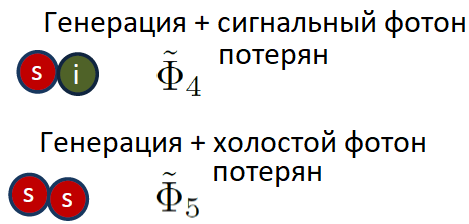 Генерация + сигнальный фотон
потерян
s i Φ̃₄
Генерация + холостой фотон
потерян
s s Φ̃₅